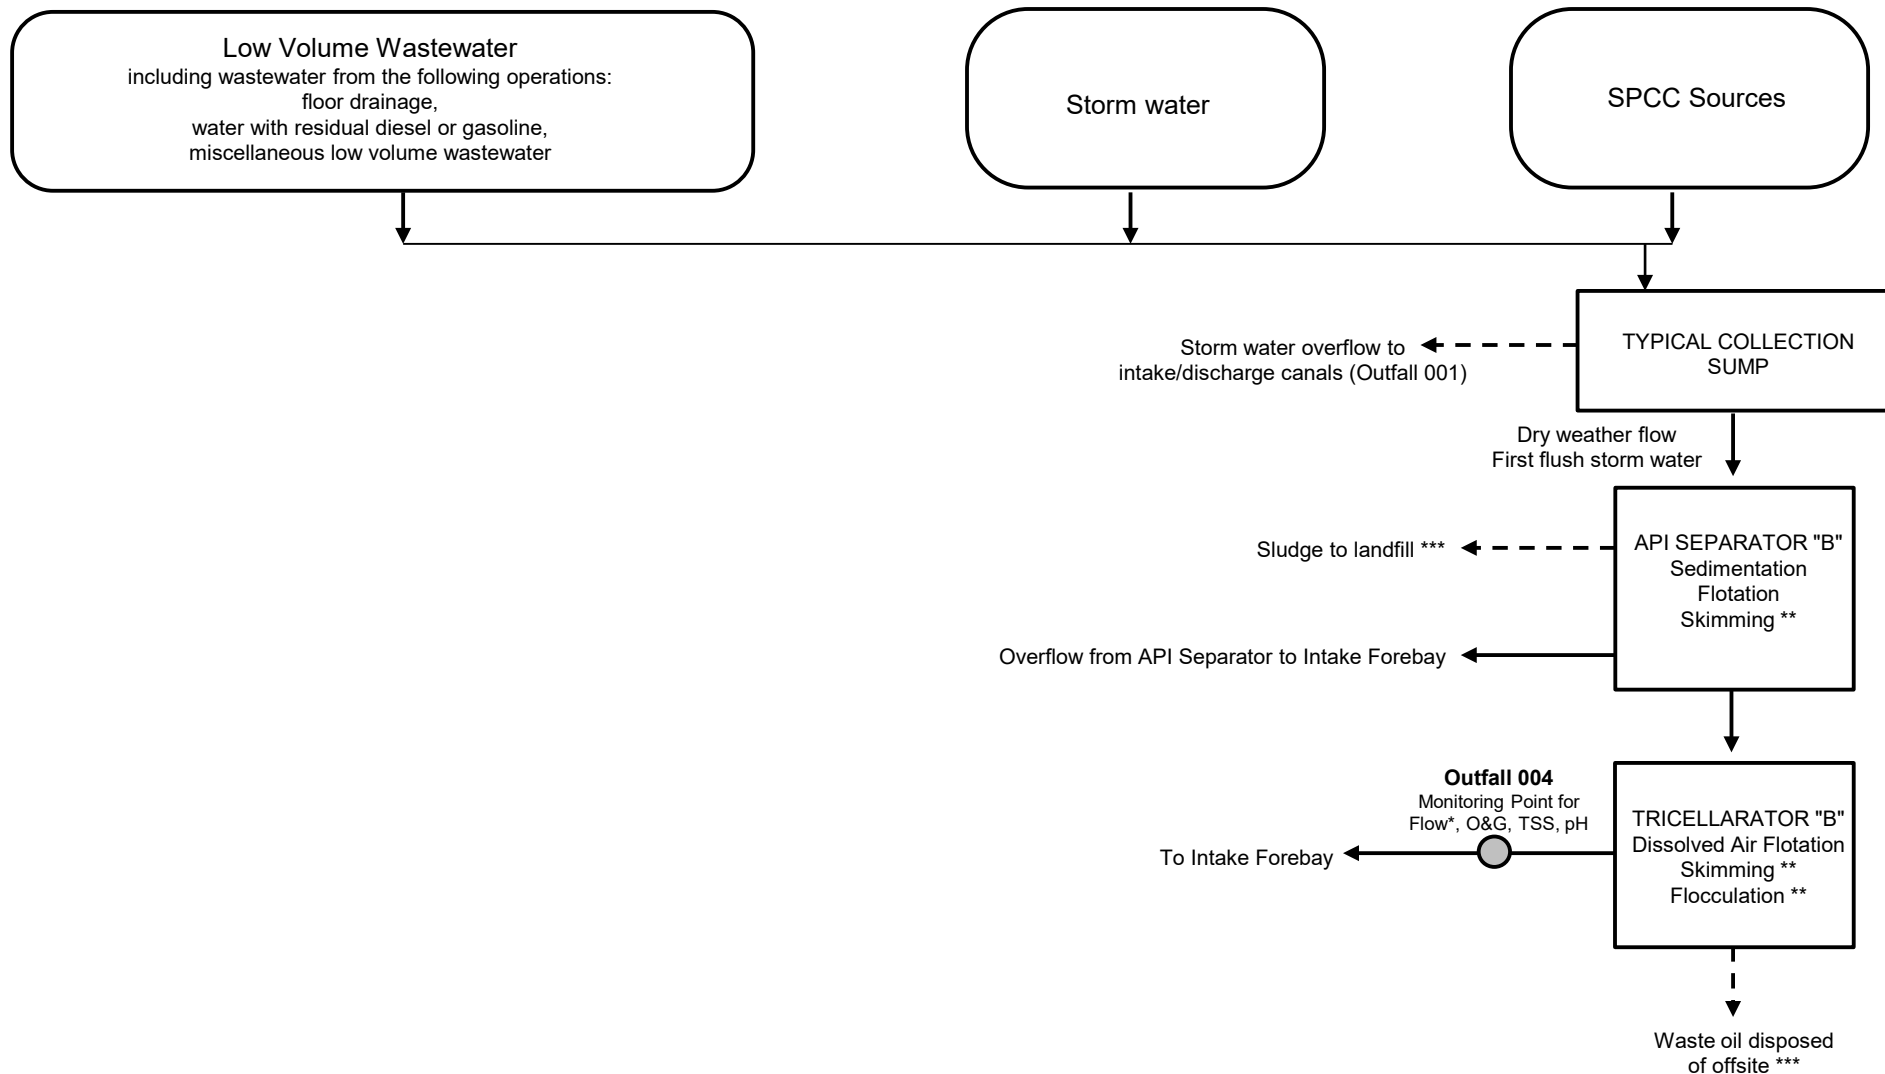 Low Volume Wastewater
including wastewater from the following operations:
floor drainage,
water with residual diesel or gasoline,
miscellaneous low volume wastewater
Storm water
SPCC Sources
Storm water overflow to
intake/discharge canals (Outfall 001)
TYPICAL COLLECTION
SUMP
Dry weather flow
First flush storm water
Sludge to landfill ***
API SEPARATOR "B"
Sedimentation
Flotation
Skimming **
Overflow from API Separator to Intake Forebay
Outfall 004
Monitoring Point for
Flow*, O&G, TSS, pH
To Intake Forebay
TRICELLARATOR "B"
Dissolved Air Flotation
Skimming **
Flocculation **
Waste oil disposed
of offsite ***